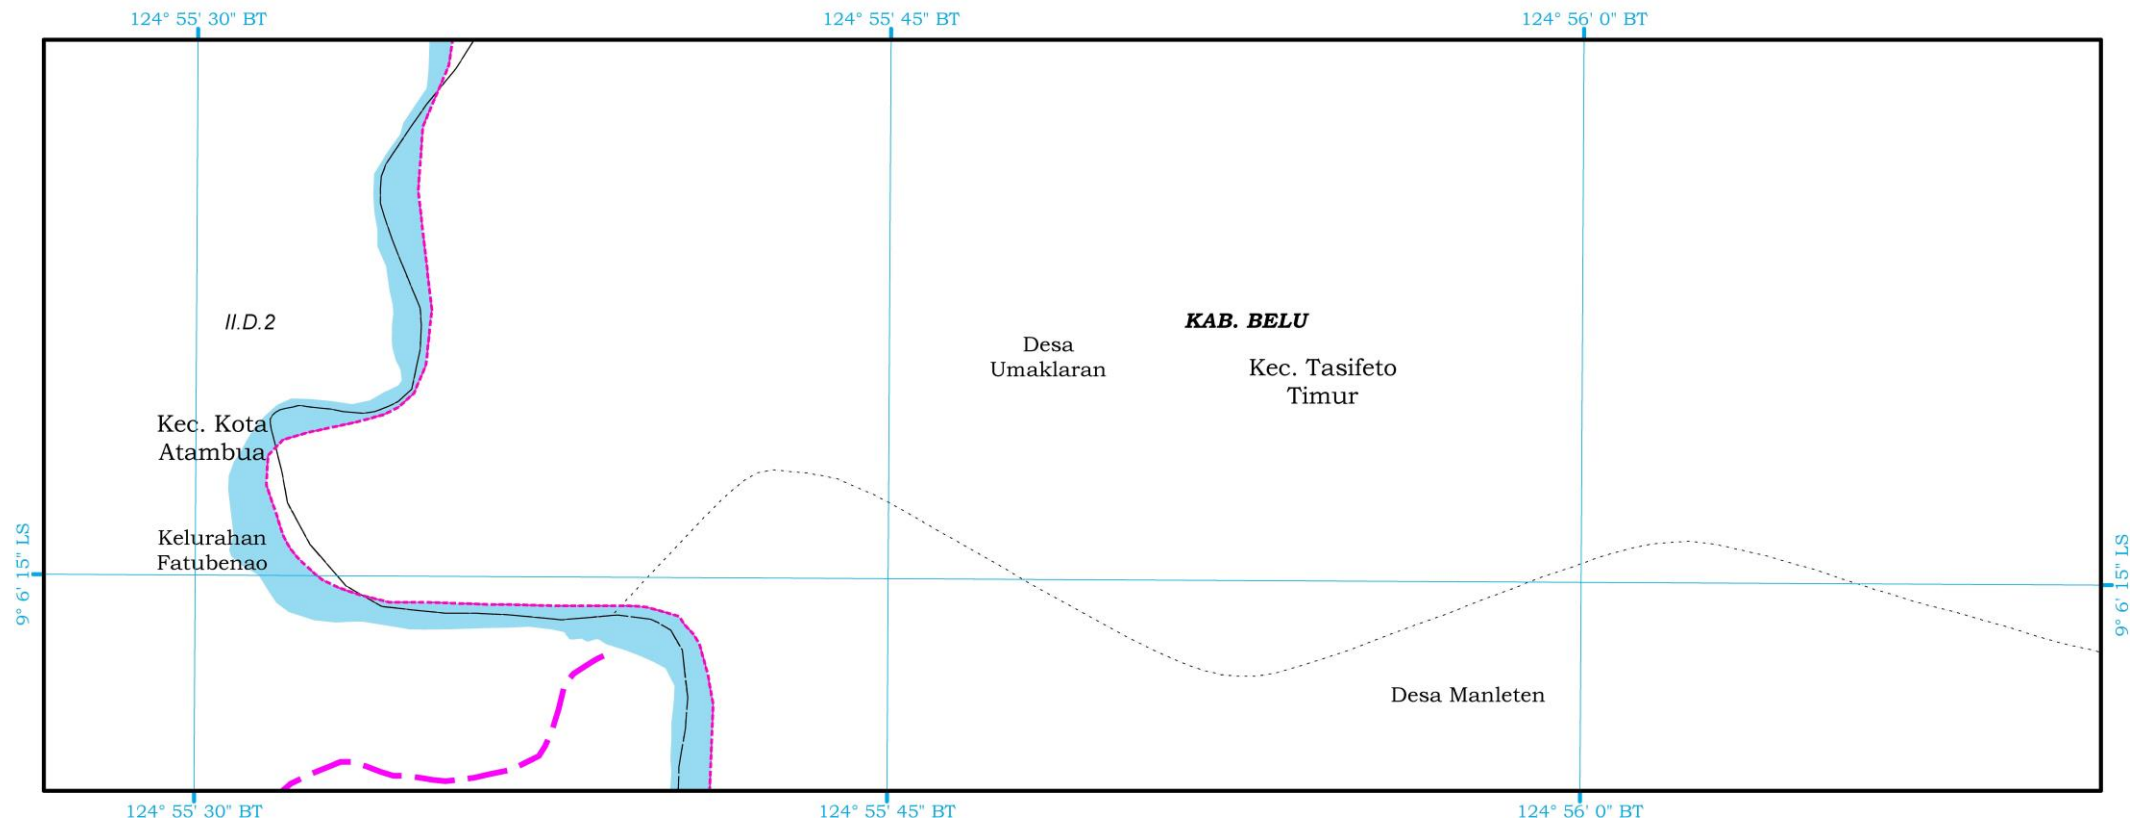 124° 55' 30" BT
124° 55' 45" BT
124° 56' 0" BT
II.D.2
KAB. BELU
Desa
Umaklaran
Kec. Tasifeto
Timur
Kec. Kota
Atambua
Kelurahan
Fatubenao
9° 6' 15" LS
9° 6' 15" LS
Desa Manleten
124° 55' 30" BT
124° 55' 45" BT
124° 56' 0" BT